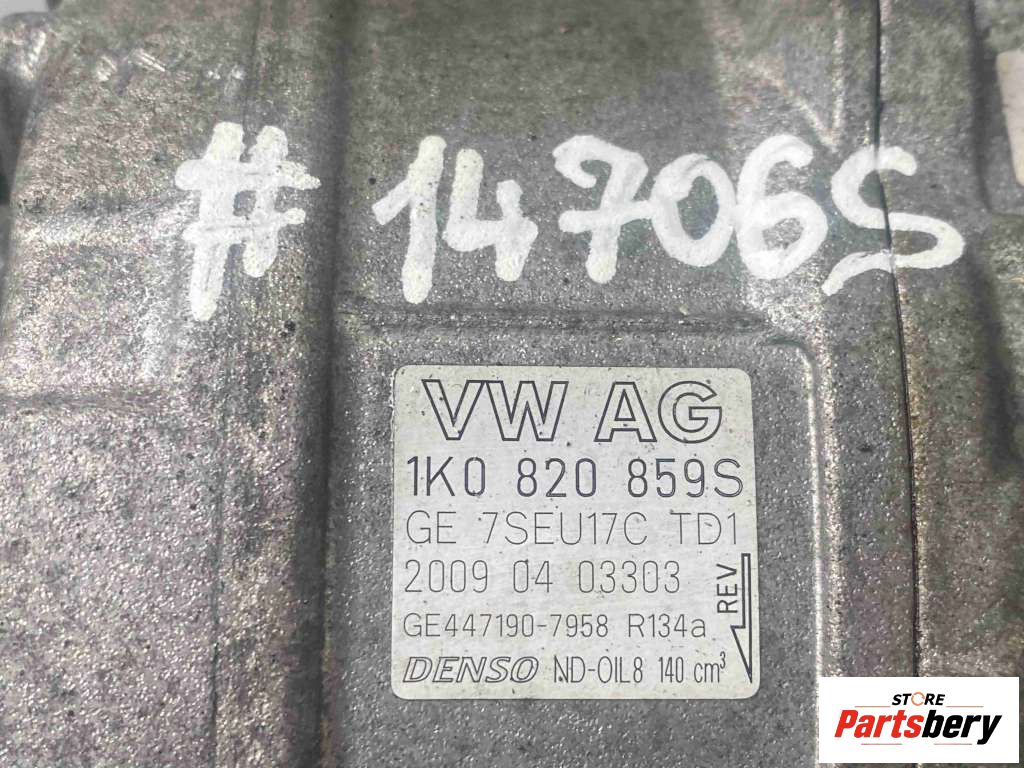 # 14706S
VW AG
1K0 820 859S
GE 7SEU17C TD1
2009 04 03303
REV
GE447190-7958 R134a
DENSO ND-OIL8 140 cm³
STORE
Partsbery